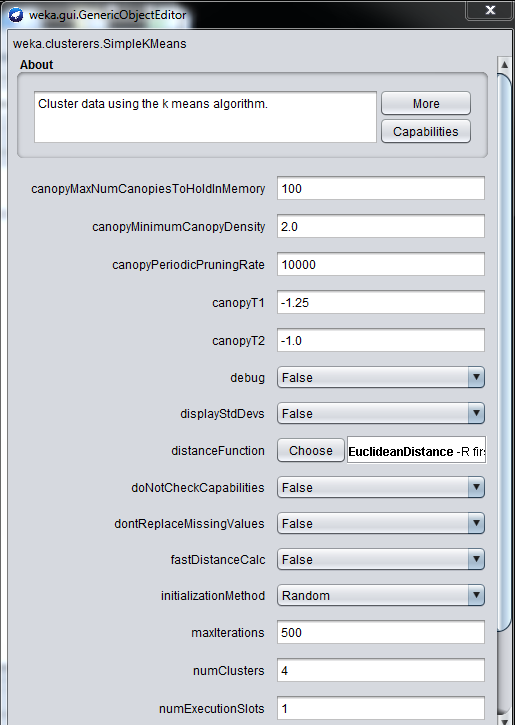 weka.gui.GenericObjectEditor
weka.clusterers.SimpleKMeans
About
Cluster data using the k means algorithm.
More
Capabilities
canopyMaxNumCanopiesToHoldInMemory 100
canopyMinimumCanopyDensity 2.0
canopyPeriodicPruningRate 10000
canopyT1 -1.25
canopyT2 -1.0
debug False
displayStdDevs False
distanceFunction Choose EuclideanDistance -R firs
doNotCheckCapabilities False
dontReplaceMissingValues False
fastDistanceCalc False
initializationMethod Random
maxIterations 500
numClusters 4
numExecutionSlots 1